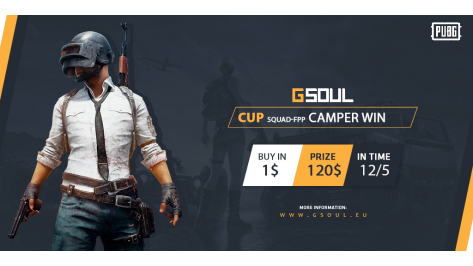 PUBG
GSOUL
CUP SQUAD-FPP CAMPER WIN
BUY IN PRIZE IN TIME
1$ 120$ 12/5
MORE INFORMATION:
WWW.GSOUL.EU